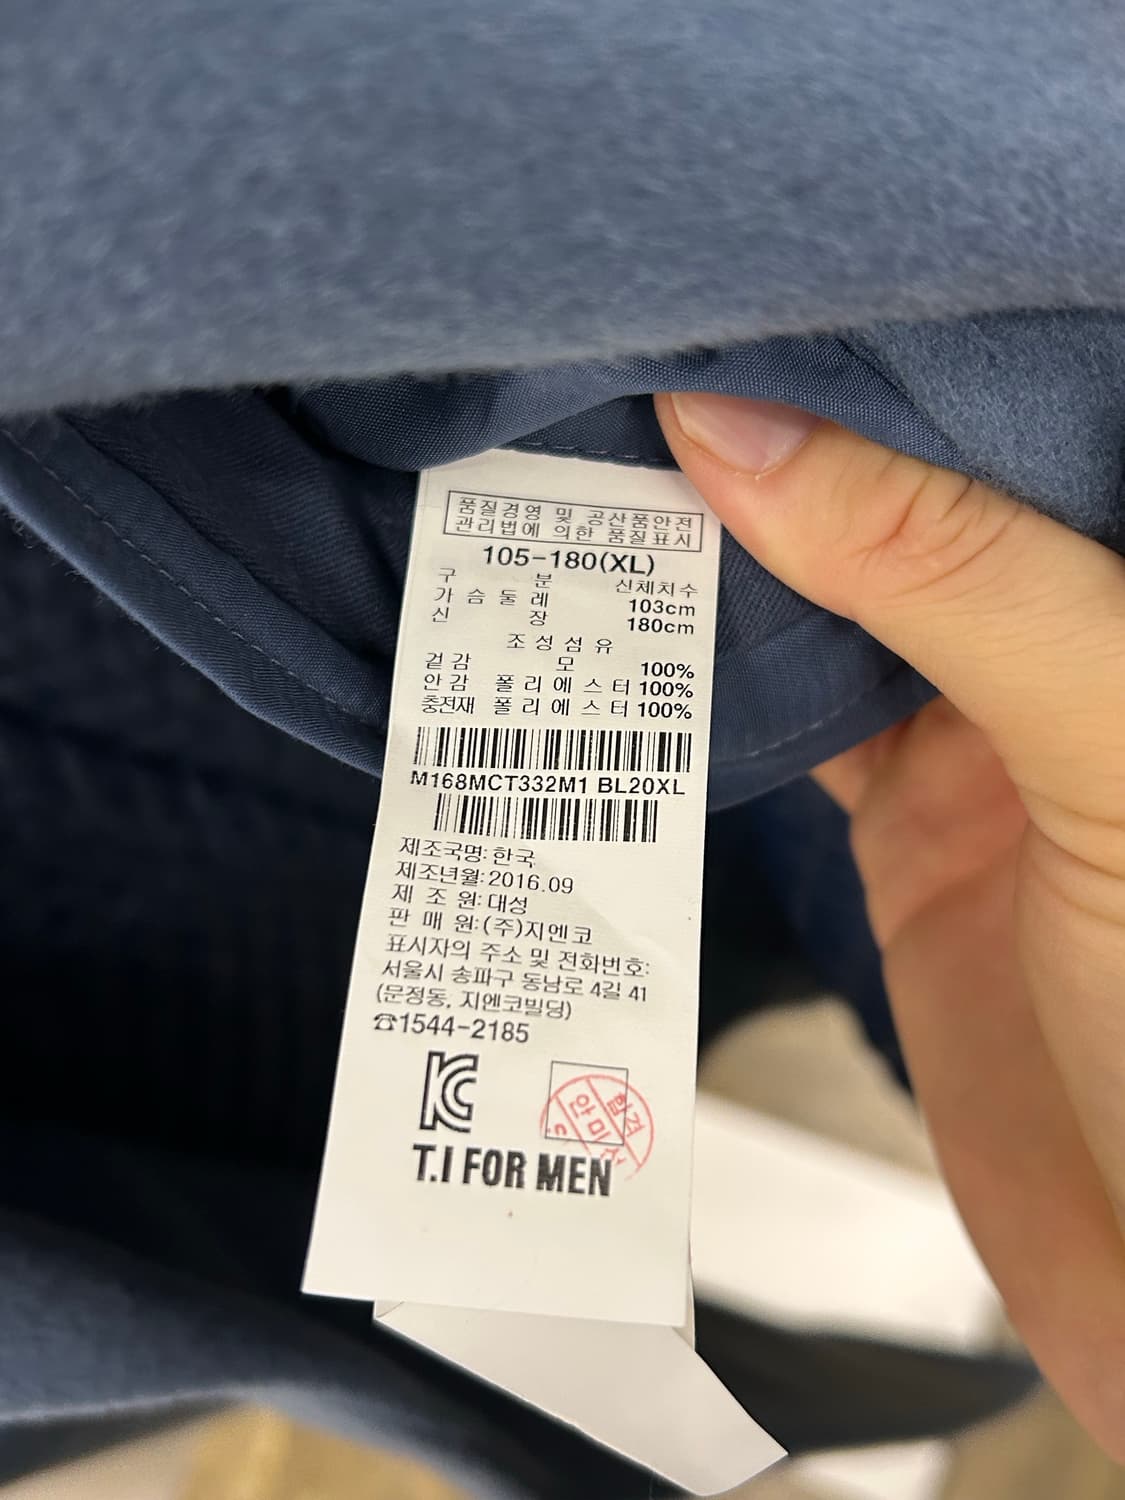 품질경영 및 공산품안전
관리법에 의한 품질표시
105-180(XL)
구 분 신체치수
가 슴 둘 레 103cm
신 장 180cm
조 성 섬 유
겉감 모 100%
안감 폴 리 에 스 터 100%
충전재 폴 리 에 스 터 100%
M168MCT332M1 BL20XL
제조국명: 한국
제조년월: 2016.09
제 조 원: 대성
판 매 원: (주)지엔코
표시자의 주소 및 전화번호:
서울시 송파구 동남로 4길 41
(문정동, 지엔코빌딩)
☎1544-2185
KC
합격
안미산
T.I FOR MEN